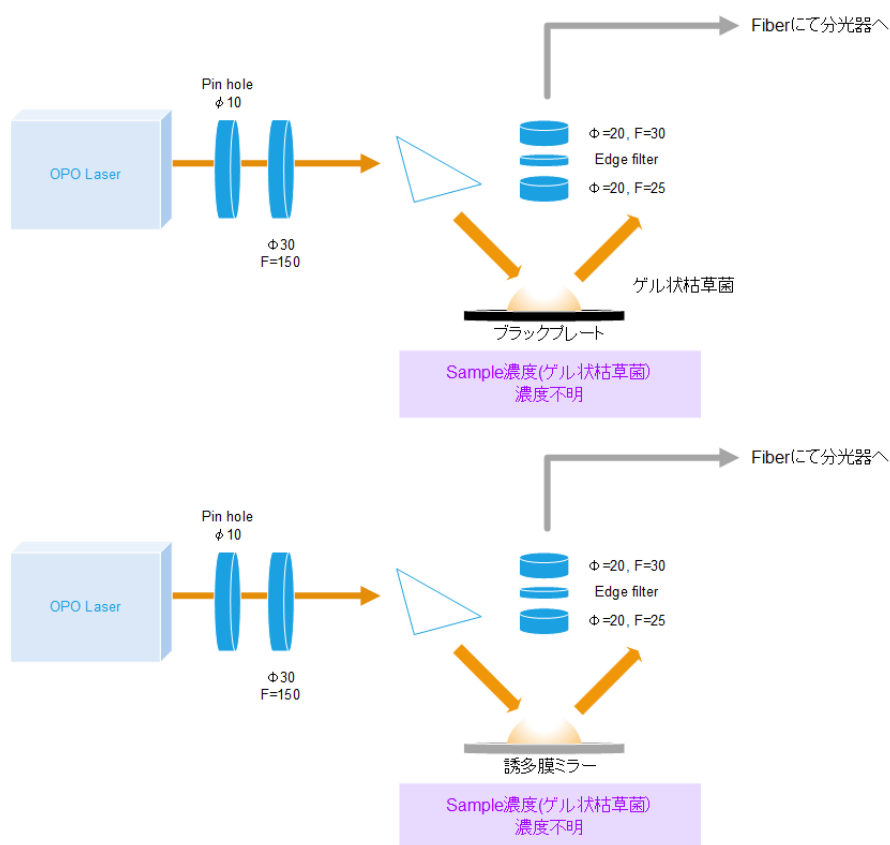 Fiberにて分光器へ
Pin hole
φ10
OPO Laser
Φ=20, F=30
Edge filter
Φ=20, F=25
Φ30
F=150
ゲル状枯草菌
ブラックプレート
Sample濃度(ゲル状枯草菌)
濃度不明
Fiberにて分光器へ
Pin hole
φ10
OPO Laser
Φ=20, F=30
Edge filter
Φ=20, F=25
Φ30
F=150
誘多膜ミラー
Sample濃度(ゲル状枯草菌)
濃度不明